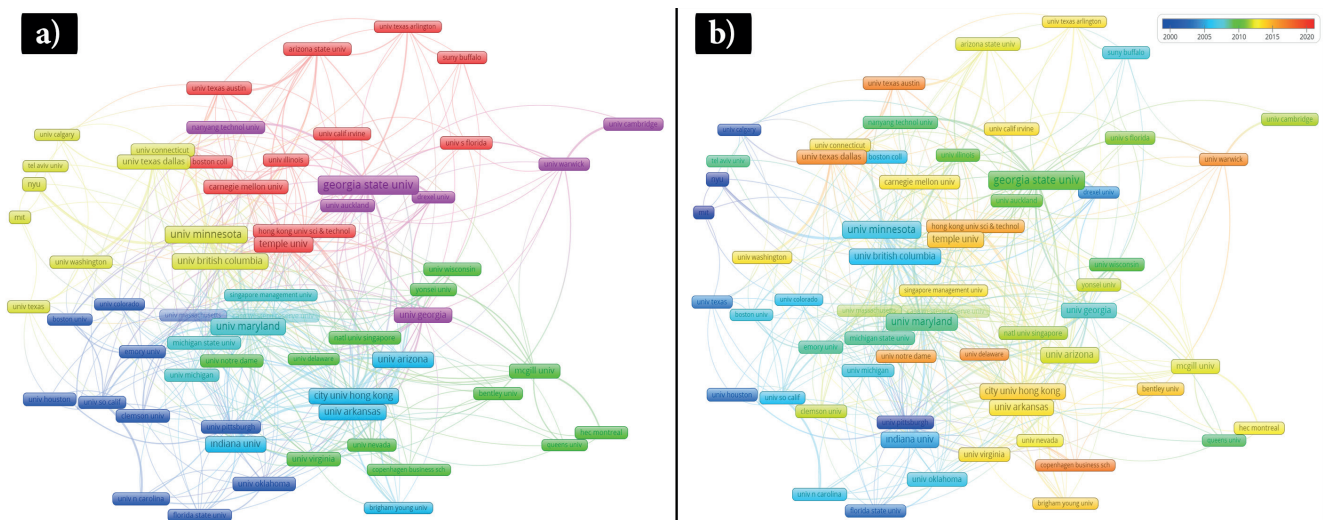 a)
univ texas arlington
arizona state univ
suny buffalo
univ texas austin
nanyang technol univ
univ cambridge
univ calgary
univ calif irvine
univ s florida
univ connecticut
univ texas dallas
boston coll
univ illinois
univ warwick
tel aviv univ
nyu
carnegie mellon univ
georgia state univ
drexel univ
univ auckland
mit
univ minnesota
hong kong univ sci & technol
temple univ
univ washington
univ british columbia
univ wisconsin
yonsei univ
singapore management univ
univ texas
univ colorado
boston univ
univ massachusetts
univ georgia
univ maryland
michigan state univ
natl univ singapore
emory univ
univ notre dame
univ delaware
univ arizona
univ michigan
mcgill univ
univ houston
univ so calif
city univ hong kong
bentley univ
clemson univ
univ arkansas
univ pittsburgh
indiana univ
hec montreal
queens univ
univ nevada
univ virginia
copenhagen business sch
univ oklahoma
univ n carolina
brigham young univ
florida state univ
b)
2000 2005 2010 2015 2020
univ texas arlington
arizona state univ
suny buffalo
univ texas austin
nanyang technol univ
univ cambridge
univ calgary
univ calif irvine
univ s florida
univ connecticut
univ texas dallas
boston coll
univ illinois
univ warwick
tel aviv univ
nyu
carnegie mellon univ
georgia state univ
drexel univ
univ auckland
mit
univ minnesota
hong kong univ sci & technol
temple univ
univ washington
univ british columbia
univ wisconsin
yonsei univ
singapore management univ
univ texas
univ colorado
boston univ
univ massachusetts
univ georgia
univ maryland
michigan state univ
natl univ singapore
emory univ
univ notre dame
univ delaware
univ arizona
univ michigan
mcgill univ
univ houston
univ so calif
city univ hong kong
bentley univ
clemson univ
univ arkansas
univ pittsburgh
indiana univ
hec montreal
queens univ
univ nevada
univ virginia
copenhagen business sch
univ oklahoma
univ n carolina
brigham young univ
florida state univ